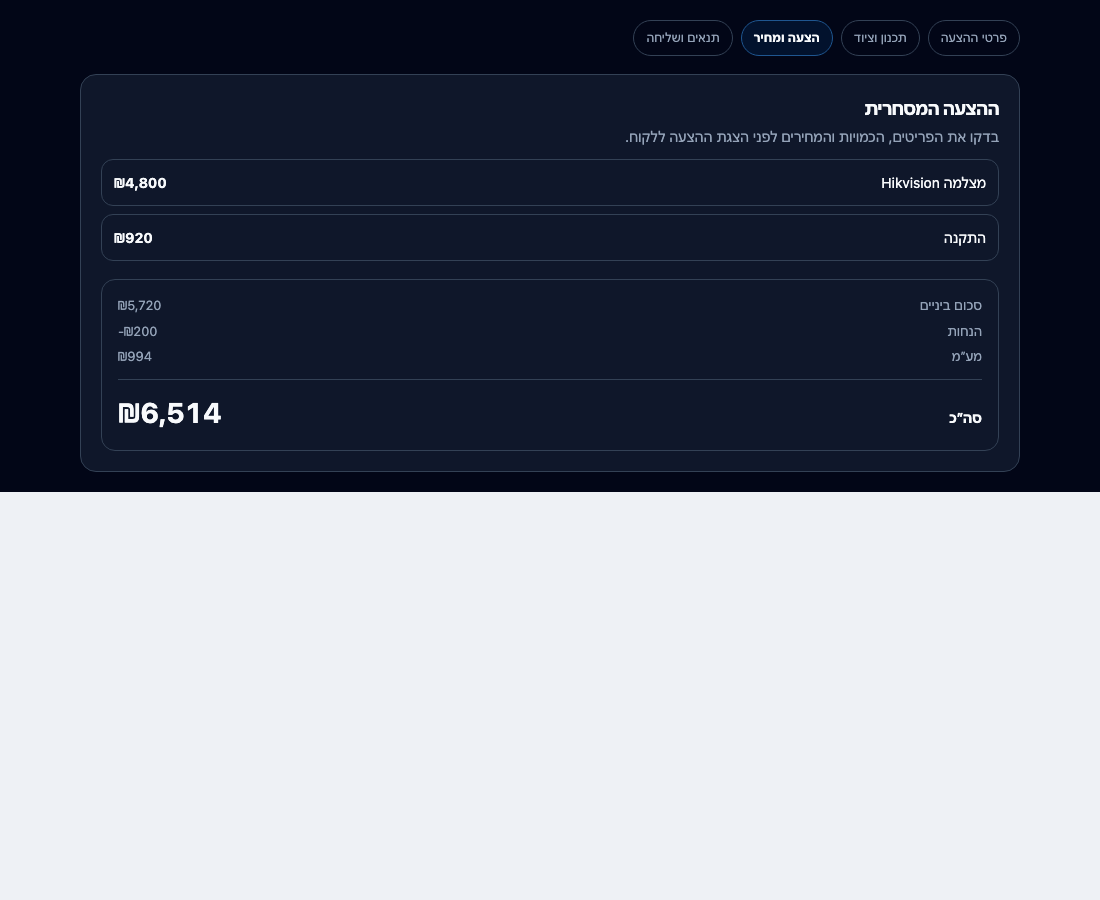 פרטי ההצעה
תכנון וציוד
הצעה ומחיר
תנאים ושליחה
ההצעה המסחרית
בדקו את הפריטים, הכמויות והמחירים לפני הצגת ההצעה ללקוח.
מצלמה Hikvision ₪4,800
התקנה ₪920
סכום ביניים ₪5,720
הנחות -₪200
מע״מ ₪994
סה״כ ₪6,514